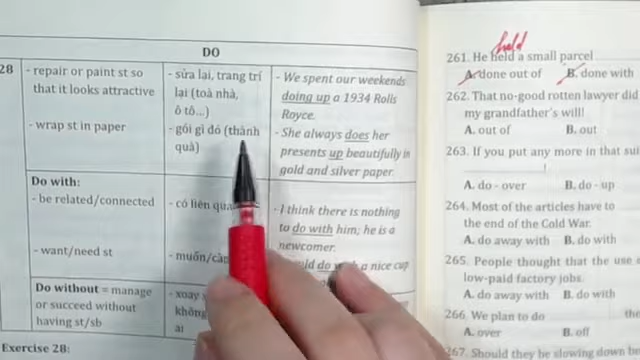 DO
28
- repair or paint st so
that it looks attractive
- wrap st in paper
- sửa lại, trang trí
lại (toà nhà,
ô tô...)
- gói gì đó (thành
quà)
- We spent our weekends
doing up a 1934 Rolls
Royce.
- She always does her
presents up beautifully in
gold and silver paper.
Do with:
- be related/connected
- want/need st
- có liên qua
- muốn/cầ
- I think there is nothing
to do with him; he is a
newcomer.
do a nice cup
Do without = manage
or succeed without
having st/sb
- xoay
khôn
ai
Exercise 28:
held
261. He held a small parcel
A. done out of B. done with
262. That no-good rotten lawyer did
my grandfather's will!
A. out of B. out
263. If you put any more in that sui
A. do - over B. do - up
264. Most of the articles have to
the end of the Cold War.
A. do away with B. do with
265. People thought that the use o
low-paid factory jobs.
A. do away with B. do with
266. We plan to do the
A. over B. off
267. Should they be slowing down be